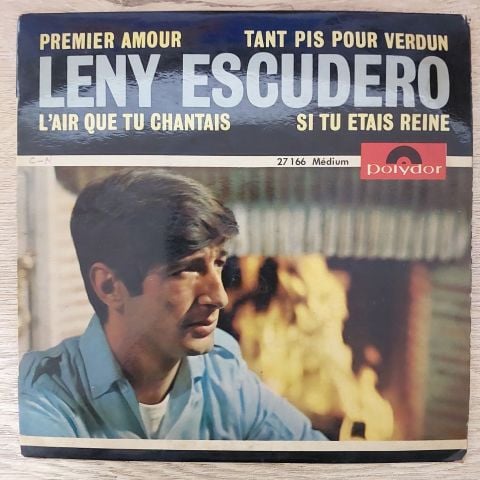 PREMIER AMOUR TANT PIS POUR VERDUN
LENY ESCUDERO
L'AIR QUE TU CHANTAIS SI TU ETAIS REINE
C-N
27 166 Médium
polydor